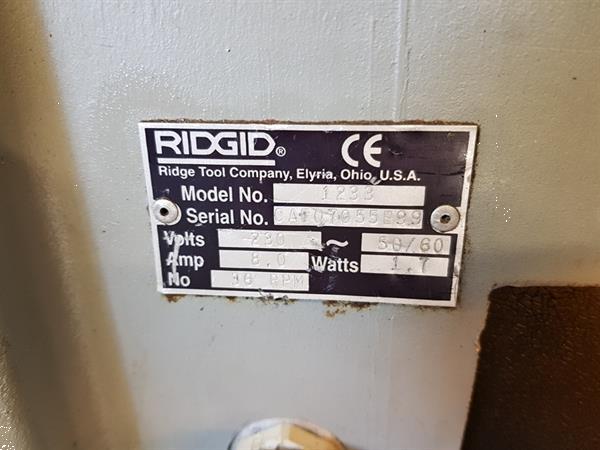 RIDGID® CE
Ridge Tool Company, Elyria, Ohio, U.S.A.
Model No. 1233
Serial No.
Volts 230 ~ 50/60
Amp 8.0 Watts 1.7
No RPM